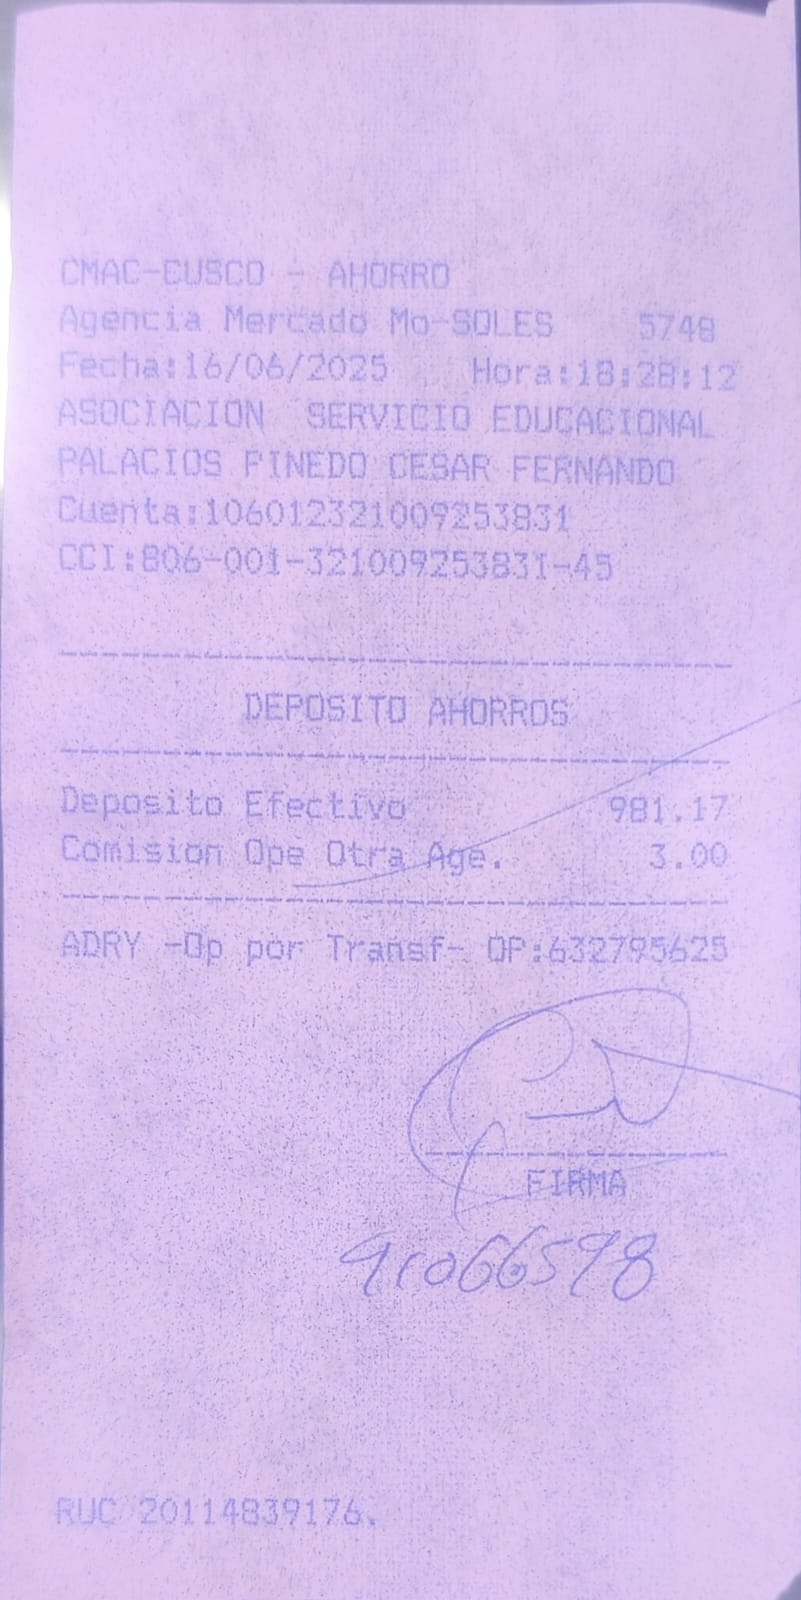 CMAC-CUSCO - AHORRO
Agencia Mercado Mo-SOLES 5748
Fecha:16/06/2025 Hora:18:28:12
ASOCIACION SERVICIO EDUCACIONAL
PALACIOS PINEDO CESAR FERNANDO
Cuenta:106012321009253831
CCI:806-001-321009253831-45
DEPOSITO AHORROS
Deposito Efectivo 981.17
Comision Ope Otra Age. 3.00
ADRY -Op por Transf- OP:632795625
FIRMA
RUC 20114839176.